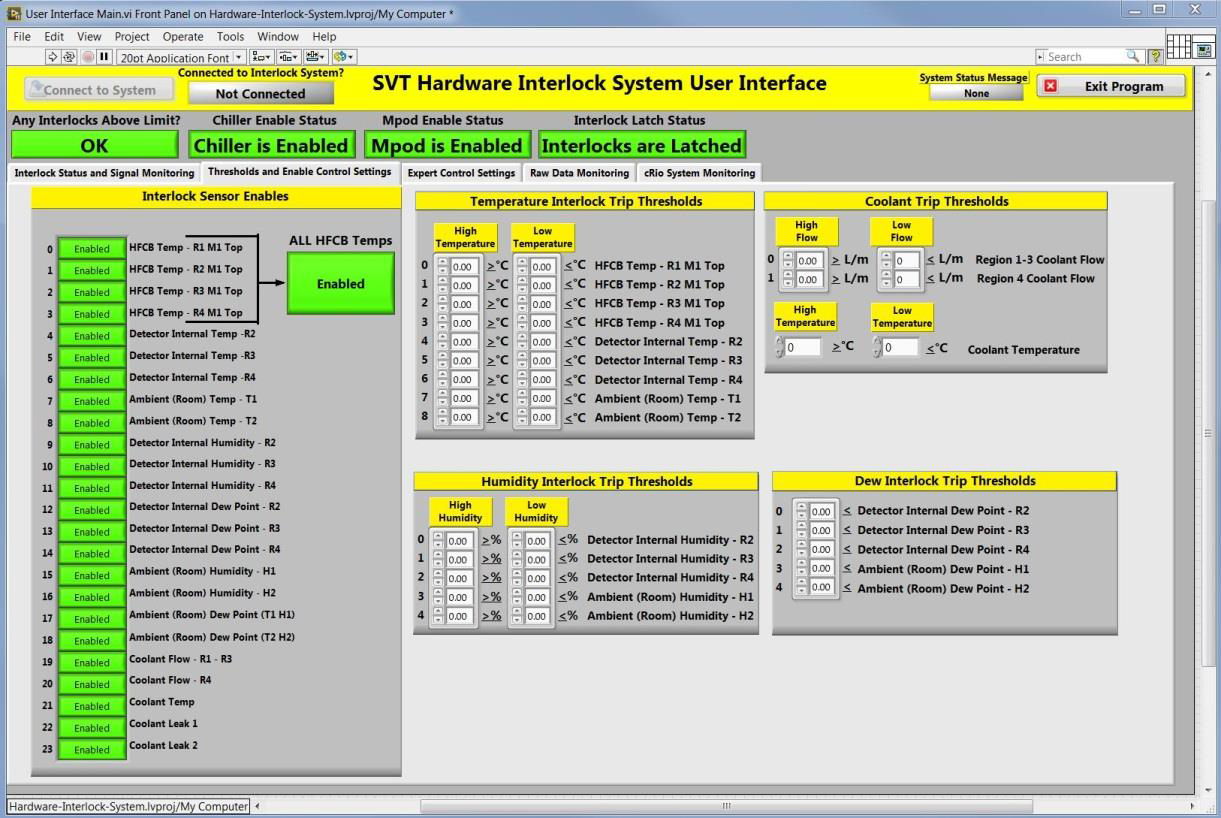 User Interface Main.vi Front Panel on Hardware-Interlock-System.lvproj/My Computer *
File Edit View Project Operate Tools Window Help
20pt Application Font Search
Connect to System
Connected to Interlock System?
Not Connected
SVT Hardware Interlock System User Interface
System Status Message
None
Exit Program
Any Interlocks Above Limit? Chiller Enable Status Mpod Enable Status Interlock Latch Status
OK Chiller is Enabled Mpod is Enabled Interlocks are Latched
Interlock Status and Signal Monitoring Thresholds and Enable Control Settings Expert Control Settings Raw Data Monitoring cRio System Monitoring
Interlock Sensor Enables
0 Enabled HFCB Temp - R1 M1 Top
1 Enabled HFCB Temp - R2 M1 Top
2 Enabled HFCB Temp - R3 M1 Top
3 Enabled HFCB Temp - R4 M1 Top
4 Enabled Detector Internal Temp -R2
5 Enabled Detector Internal Temp -R3
6 Enabled Detector Internal Temp -R4
7 Enabled Ambient (Room) Temp - T1
8 Enabled Ambient (Room) Temp - T2
9 Enabled Detector Internal Humidity - R2
10 Enabled Detector Internal Humidity - R3
11 Enabled Detector Internal Humidity - R4
12 Enabled Detector Internal Dew Point - R2
13 Enabled Detector Internal Dew Point - R3
14 Enabled Detector Internal Dew Point - R4
15 Enabled Ambient (Room) Humidity - H1
16 Enabled Ambient (Room) Humidity - H2
17 Enabled Ambient (Room) Dew Point (T1 H1)
18 Enabled Ambient (Room) Dew Point (T2 H2)
19 Enabled Coolant Flow - R1 - R3
20 Enabled Coolant Flow - R4
21 Enabled Coolant Temp
22 Enabled Coolant Leak 1
23 Enabled Coolant Leak 2
ALL HFCB Temps
Enabled
Temperature Interlock Trip Thresholds
High Low
Temperature Temperature
0 0.00 ≥°C 0.00 ≤°C HFCB Temp - R1 M1 Top
1 0.00 ≥°C 0.00 ≤°C HFCB Temp - R2 M1 Top
2 0.00 ≥°C 0.00 ≤°C HFCB Temp - R3 M1 Top
3 0.00 ≥°C 0.00 ≤°C HFCB Temp - R4 M1 Top
4 0.00 ≥°C 0.00 ≤°C Detector Internal Temp - R2
5 0.00 ≥°C 0.00 ≤°C Detector Internal Temp - R3
6 0.00 ≥°C 0.00 ≤°C Detector Internal Temp - R4
7 0.00 ≥°C 0.00 ≤°C Ambient (Room) Temp - T1
8 0.00 ≥°C 0.00 ≤°C Ambient (Room) Temp - T2
Coolant Trip Thresholds
High Low
Flow Flow
0 0.00 ≥ L/m 0 ≤ L/m Region 1-3 Coolant Flow
1 0.00 ≥ L/m 0 ≤ L/m Region 4 Coolant Flow
High Low
Temperature Temperature
0 ≥°C 0 ≤°C Coolant Temperature
Humidity Interlock Trip Thresholds
High Low
Humidity Humidity
0 0.00 ≥% 0.00 ≤% Detector Internal Humidity - R2
1 0.00 ≥% 0.00 ≤% Detector Internal Humidity - R3
2 0.00 ≥% 0.00 ≤% Detector Internal Humidity - R4
3 0.00 ≥% 0.00 ≤% Ambient (Room) Humidity - H1
4 0.00 ≥% 0.00 ≤% Ambient (Room) Humidity - H2
Dew Interlock Trip Thresholds
0 0.00 ≤ Detector Internal Dew Point - R2
1 0.00 ≤ Detector Internal Dew Point - R3
2 0.00 ≤ Detector Internal Dew Point - R4
3 0.00 ≤ Ambient (Room) Dew Point - H1
4 0.00 ≤ Ambient (Room) Dew Point - H2
Hardware-Interlock-System.lvproj/My Computer